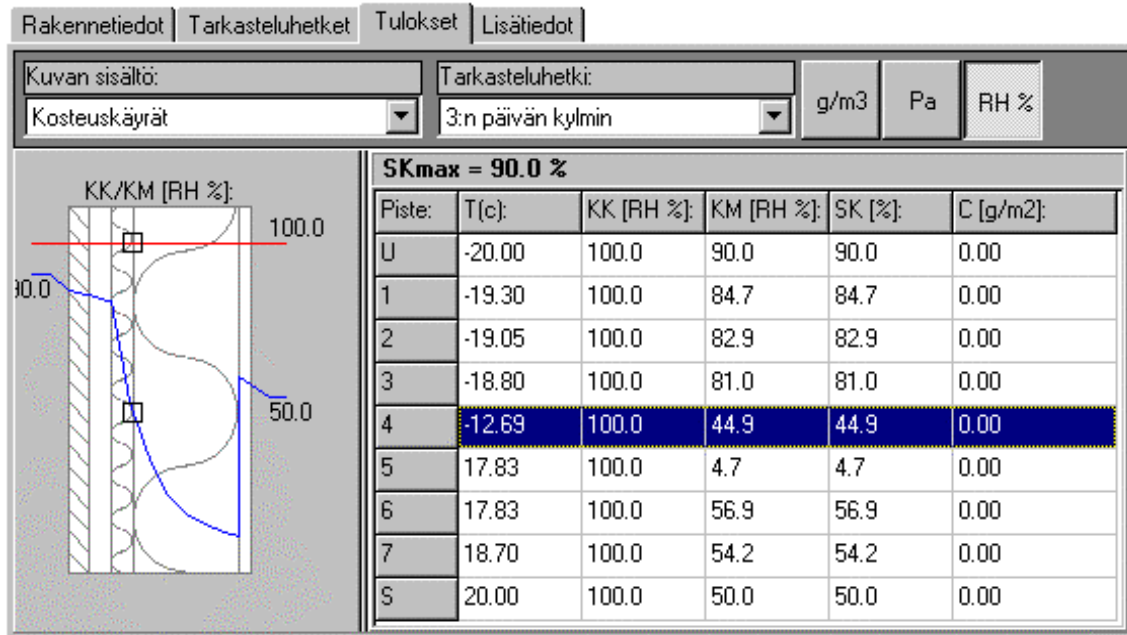 Rakennetiedot Tarkasteluhetket Tulokset Lisätiedot
Kuvan sisältö: Tarkasteluhetki:
Kosteuskäyrät 3:n päivän kylmin g/m3 Pa RH %
SKmax = 90.0 %
KK/KM [RH %]:
100.0
50.0
Piste: T(c): KK [RH %]: KM [RH %]: SK [%]: C [g/m2]:
U -20.00 100.0 90.0 90.0 0.00
1 -19.30 100.0 84.7 84.7 0.00
2 -19.05 100.0 82.9 82.9 0.00
3 -18.80 100.0 81.0 81.0 0.00
4 -12.69 100.0 44.9 44.9 0.00
5 17.83 100.0 4.7 4.7 0.00
6 17.83 100.0 56.9 56.9 0.00
7 18.70 100.0 54.2 54.2 0.00
S 20.00 100.0 50.0 50.0 0.00